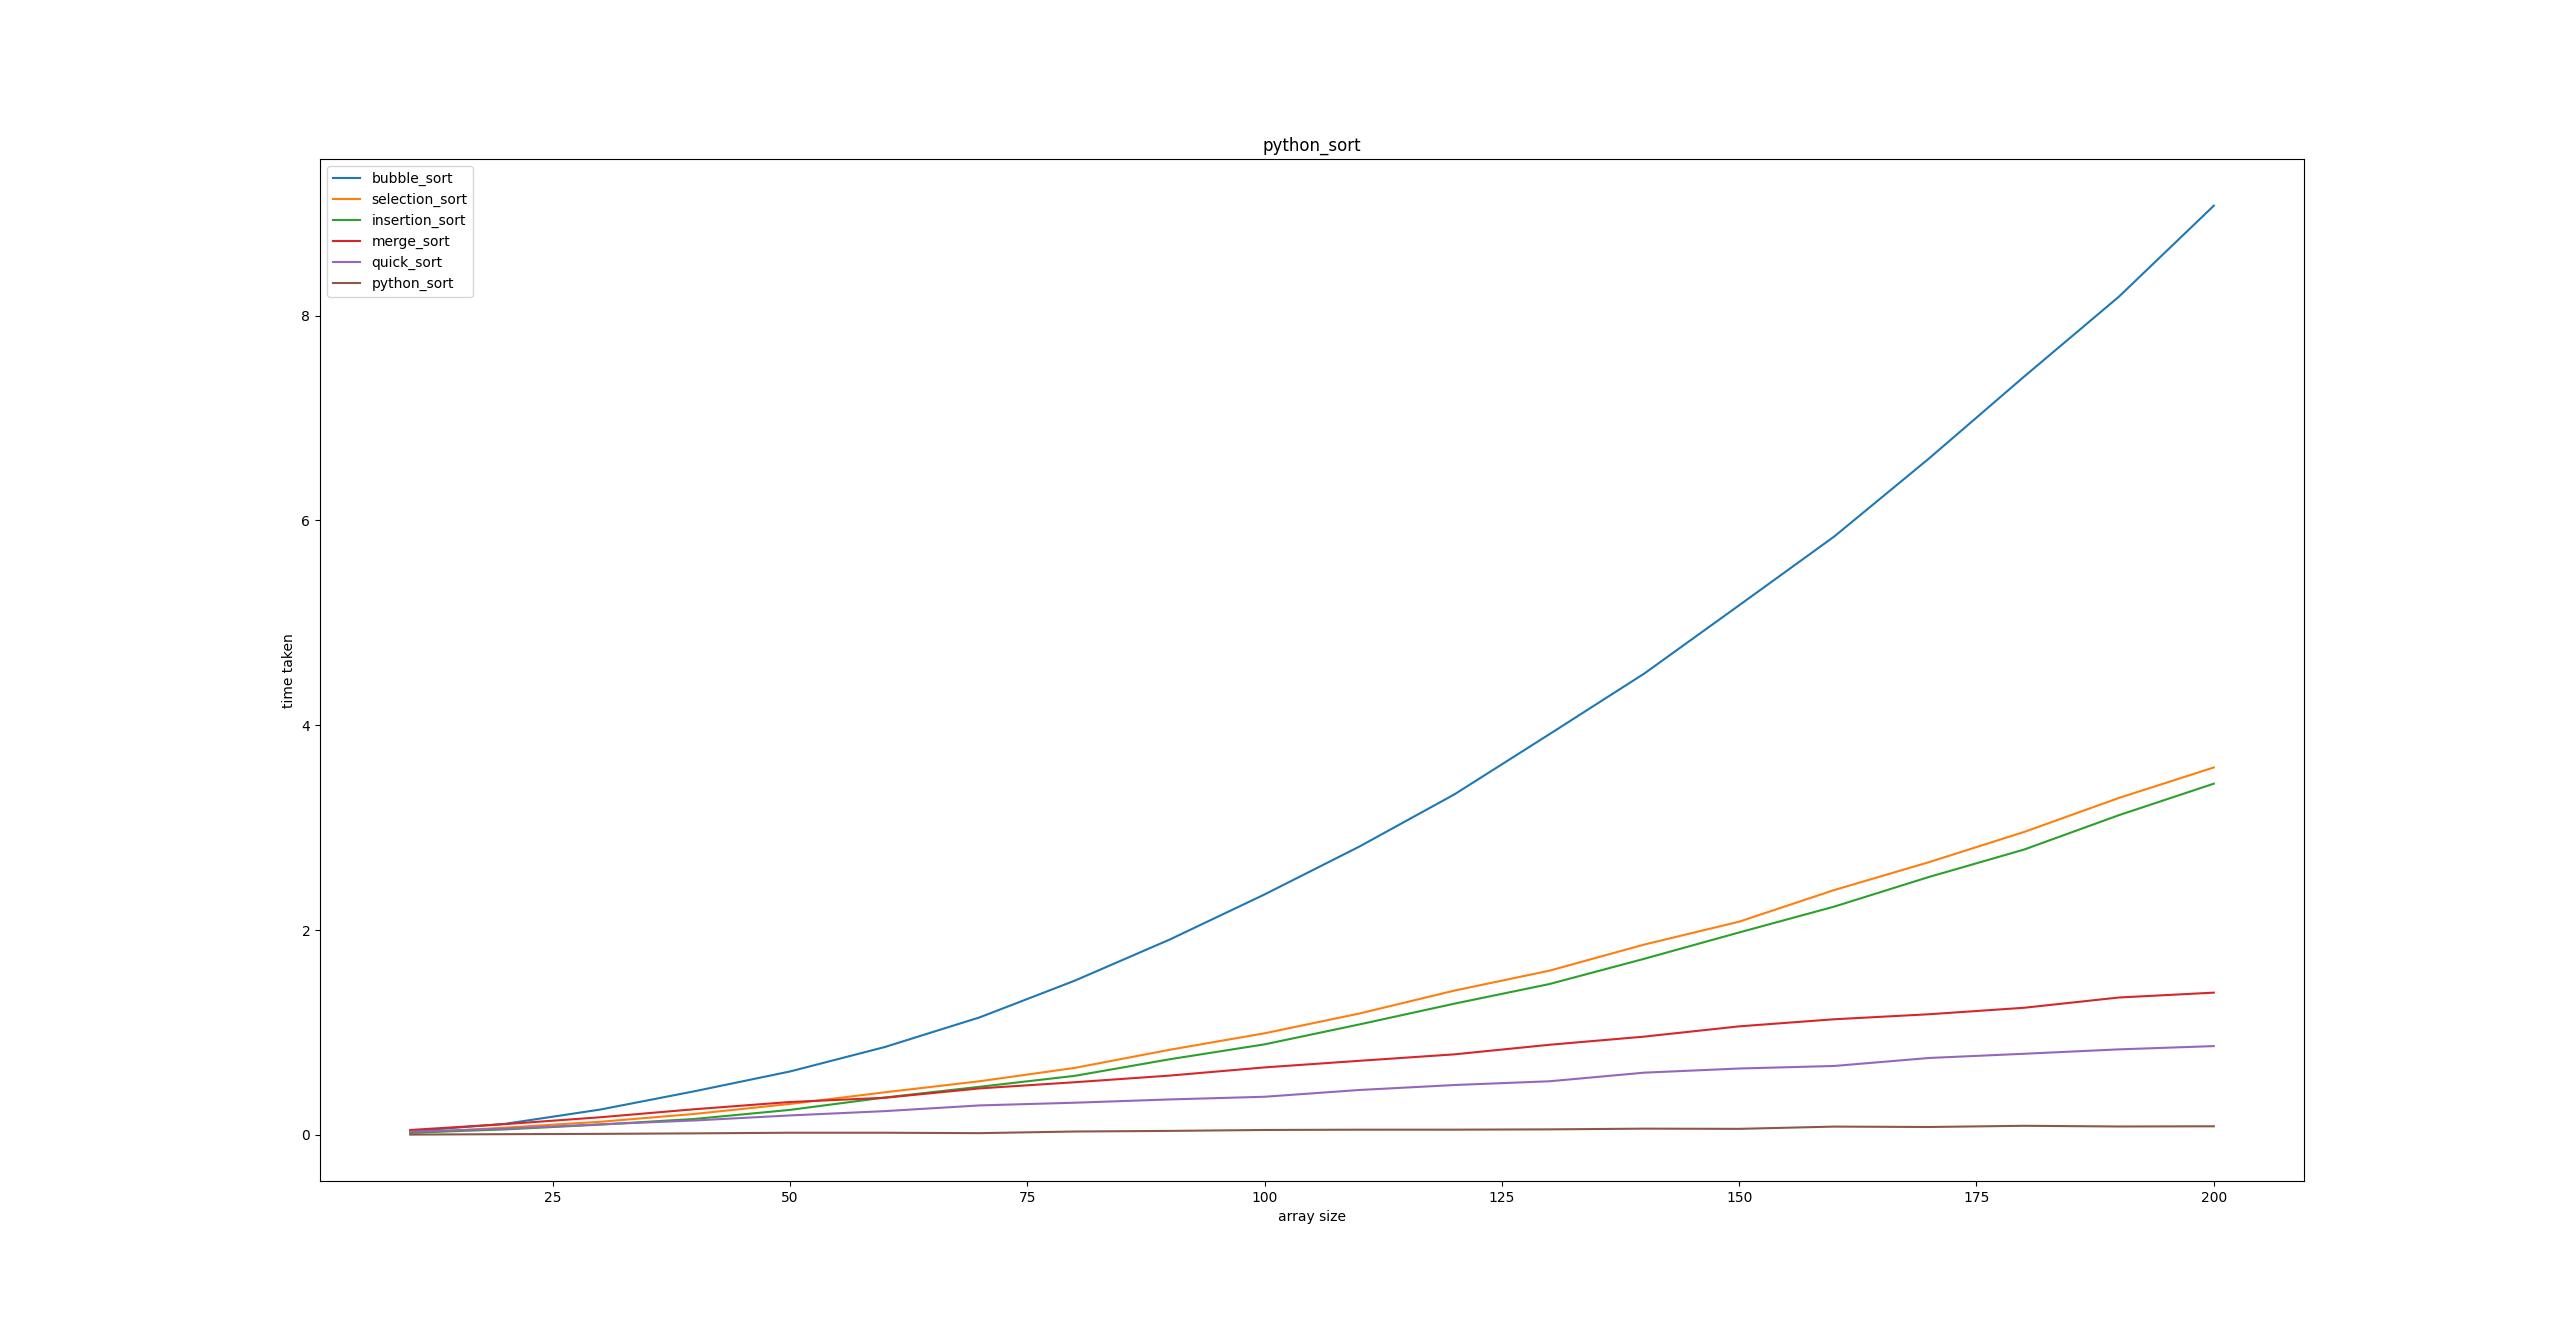 python_sort
bubble_sort
selection_sort
insertion_sort
merge_sort
quick_sort
python_sort
8
6
4
2
0
time taken
25 50 75 100 125 150 175 200
array size